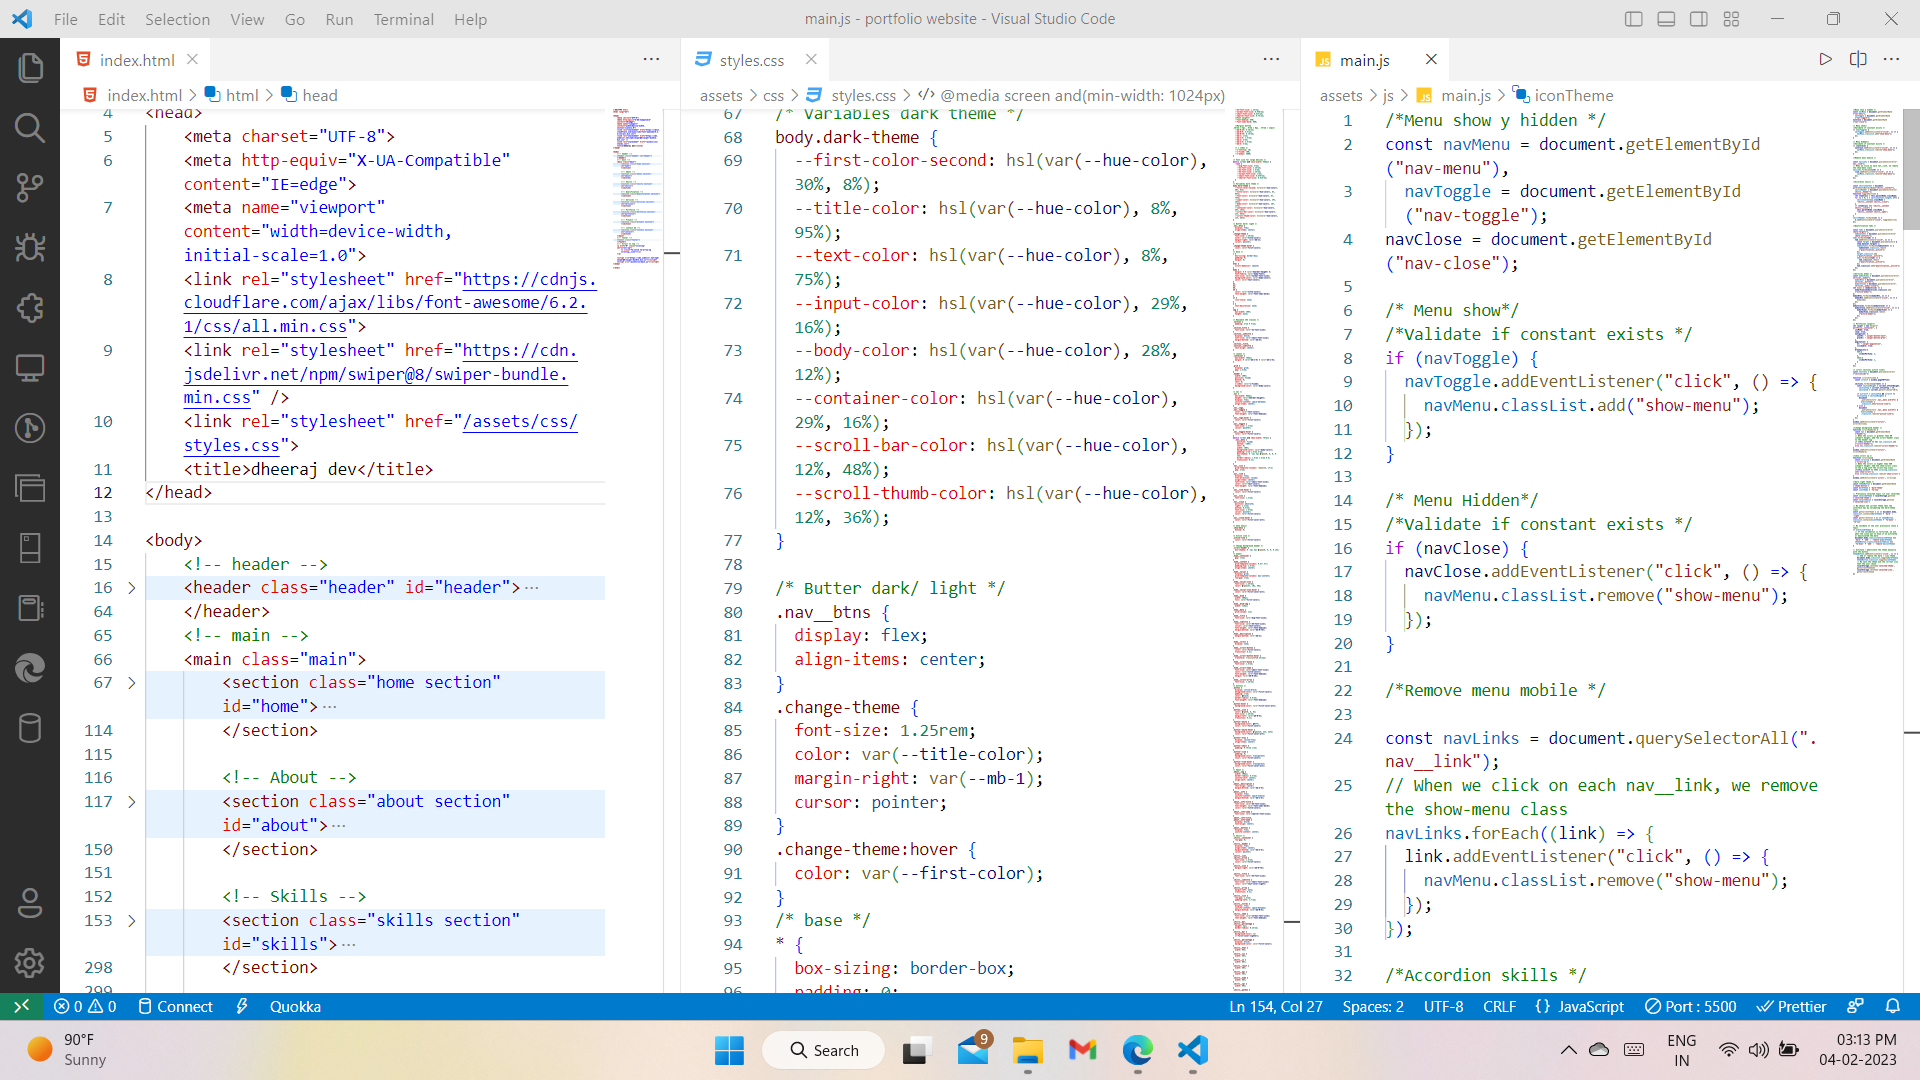 File Edit Selection View Go Run Terminal Help
main.js - portfolio website - Visual Studio Code
index.html
index.html > html > head
4 <head>
5 <meta charset="UTF-8">
6 <meta http-equiv="X-UA-Compatible"
content="IE=edge">
7 <meta name="viewport"
content="width=device-width,
initial-scale=1.0">
8 <link rel="stylesheet" href="https://cdnjs.
cloudflare.com/ajax/libs/font-awesome/6.2.
1/css/all.min.css">
9 <link rel="stylesheet" href="https://cdn.
jsdelivr.net/npm/swiper@8/swiper-bundle.
min.css" />
10 <link rel="stylesheet" href="/assets/css/
styles.css">
11 <title>dheeraj dev</title>
12 </head>
13
14 <body>
15 <!-- header -->
16 <header class="header" id="header">...
64 </header>
65 <!-- main -->
66 <main class="main">
67 <section class="home section"
id="home">...
114 </section>
115
116 <!-- About -->
117 <section class="about section"
id="about">...
150 </section>
151
152 <!-- Skills -->
153 <section class="skills section"
id="skills">...
298 </section>
299
styles.css
assets > css > styles.css > @media screen and(min-width: 1024px)
67 /* Variables dark theme */
68 body.dark-theme {
69 --first-color-second: hsl(var(--hue-color),
30%, 8%);
70 --title-color: hsl(var(--hue-color), 8%,
95%);
71 --text-color: hsl(var(--hue-color), 8%,
75%);
72 --input-color: hsl(var(--hue-color), 29%,
16%);
73 --body-color: hsl(var(--hue-color), 28%,
12%);
74 --container-color: hsl(var(--hue-color),
29%, 16%);
75 --scroll-bar-color: hsl(var(--hue-color),
12%, 48%);
76 --scroll-thumb-color: hsl(var(--hue-color),
12%, 36%);
77 }
78
79 /* Butter dark/ light */
80 .nav__btns {
81 display: flex;
82 align-items: center;
83 }
84 .change-theme {
85 font-size: 1.25rem;
86 color: var(--title-color);
87 margin-right: var(--mb-1);
88 cursor: pointer;
89 }
90 .change-theme:hover {
91 color: var(--first-color);
92 }
93 /* base */
94 * {
95 box-sizing: border-box;
96 padding: 0;
main.js
assets > js > main.js > iconTheme
1 /*Menu show y hidden */
2 const navMenu = document.getElementById
("nav-menu"),
3 navToggle = document.getElementById
("nav-toggle");
4 navClose = document.getElementById
("nav-close");
5
6 /* Menu show*/
7 /*Validate if constant exists */
8 if (navToggle) {
9 navToggle.addEventListener("click", () => {
10 navMenu.classList.add("show-menu");
11 });
12 }
13
14 /* Menu Hidden*/
15 /*Validate if constant exists */
16 if (navClose) {
17 navClose.addEventListener("click", () => {
18 navMenu.classList.remove("show-menu");
19 });
20 }
21
22 /*Remove menu mobile */
23
24 const navLinks = document.querySelectorAll(".
nav__link");
25 // When we click on each nav__link, we remove
the show-menu class
26 navLinks.forEach((link) => {
27 link.addEventListener("click", () => {
28 navMenu.classList.remove("show-menu");
29 });
30 });
31
32 /*Accordion skills */
0 0 Connect Quokka
Ln 154, Col 27 Spaces: 2 UTF-8 CRLF {} JavaScript Port : 5500 Prettier
90°F
Sunny
Search
9
ENG
IN
03:13 PM
04-02-2023